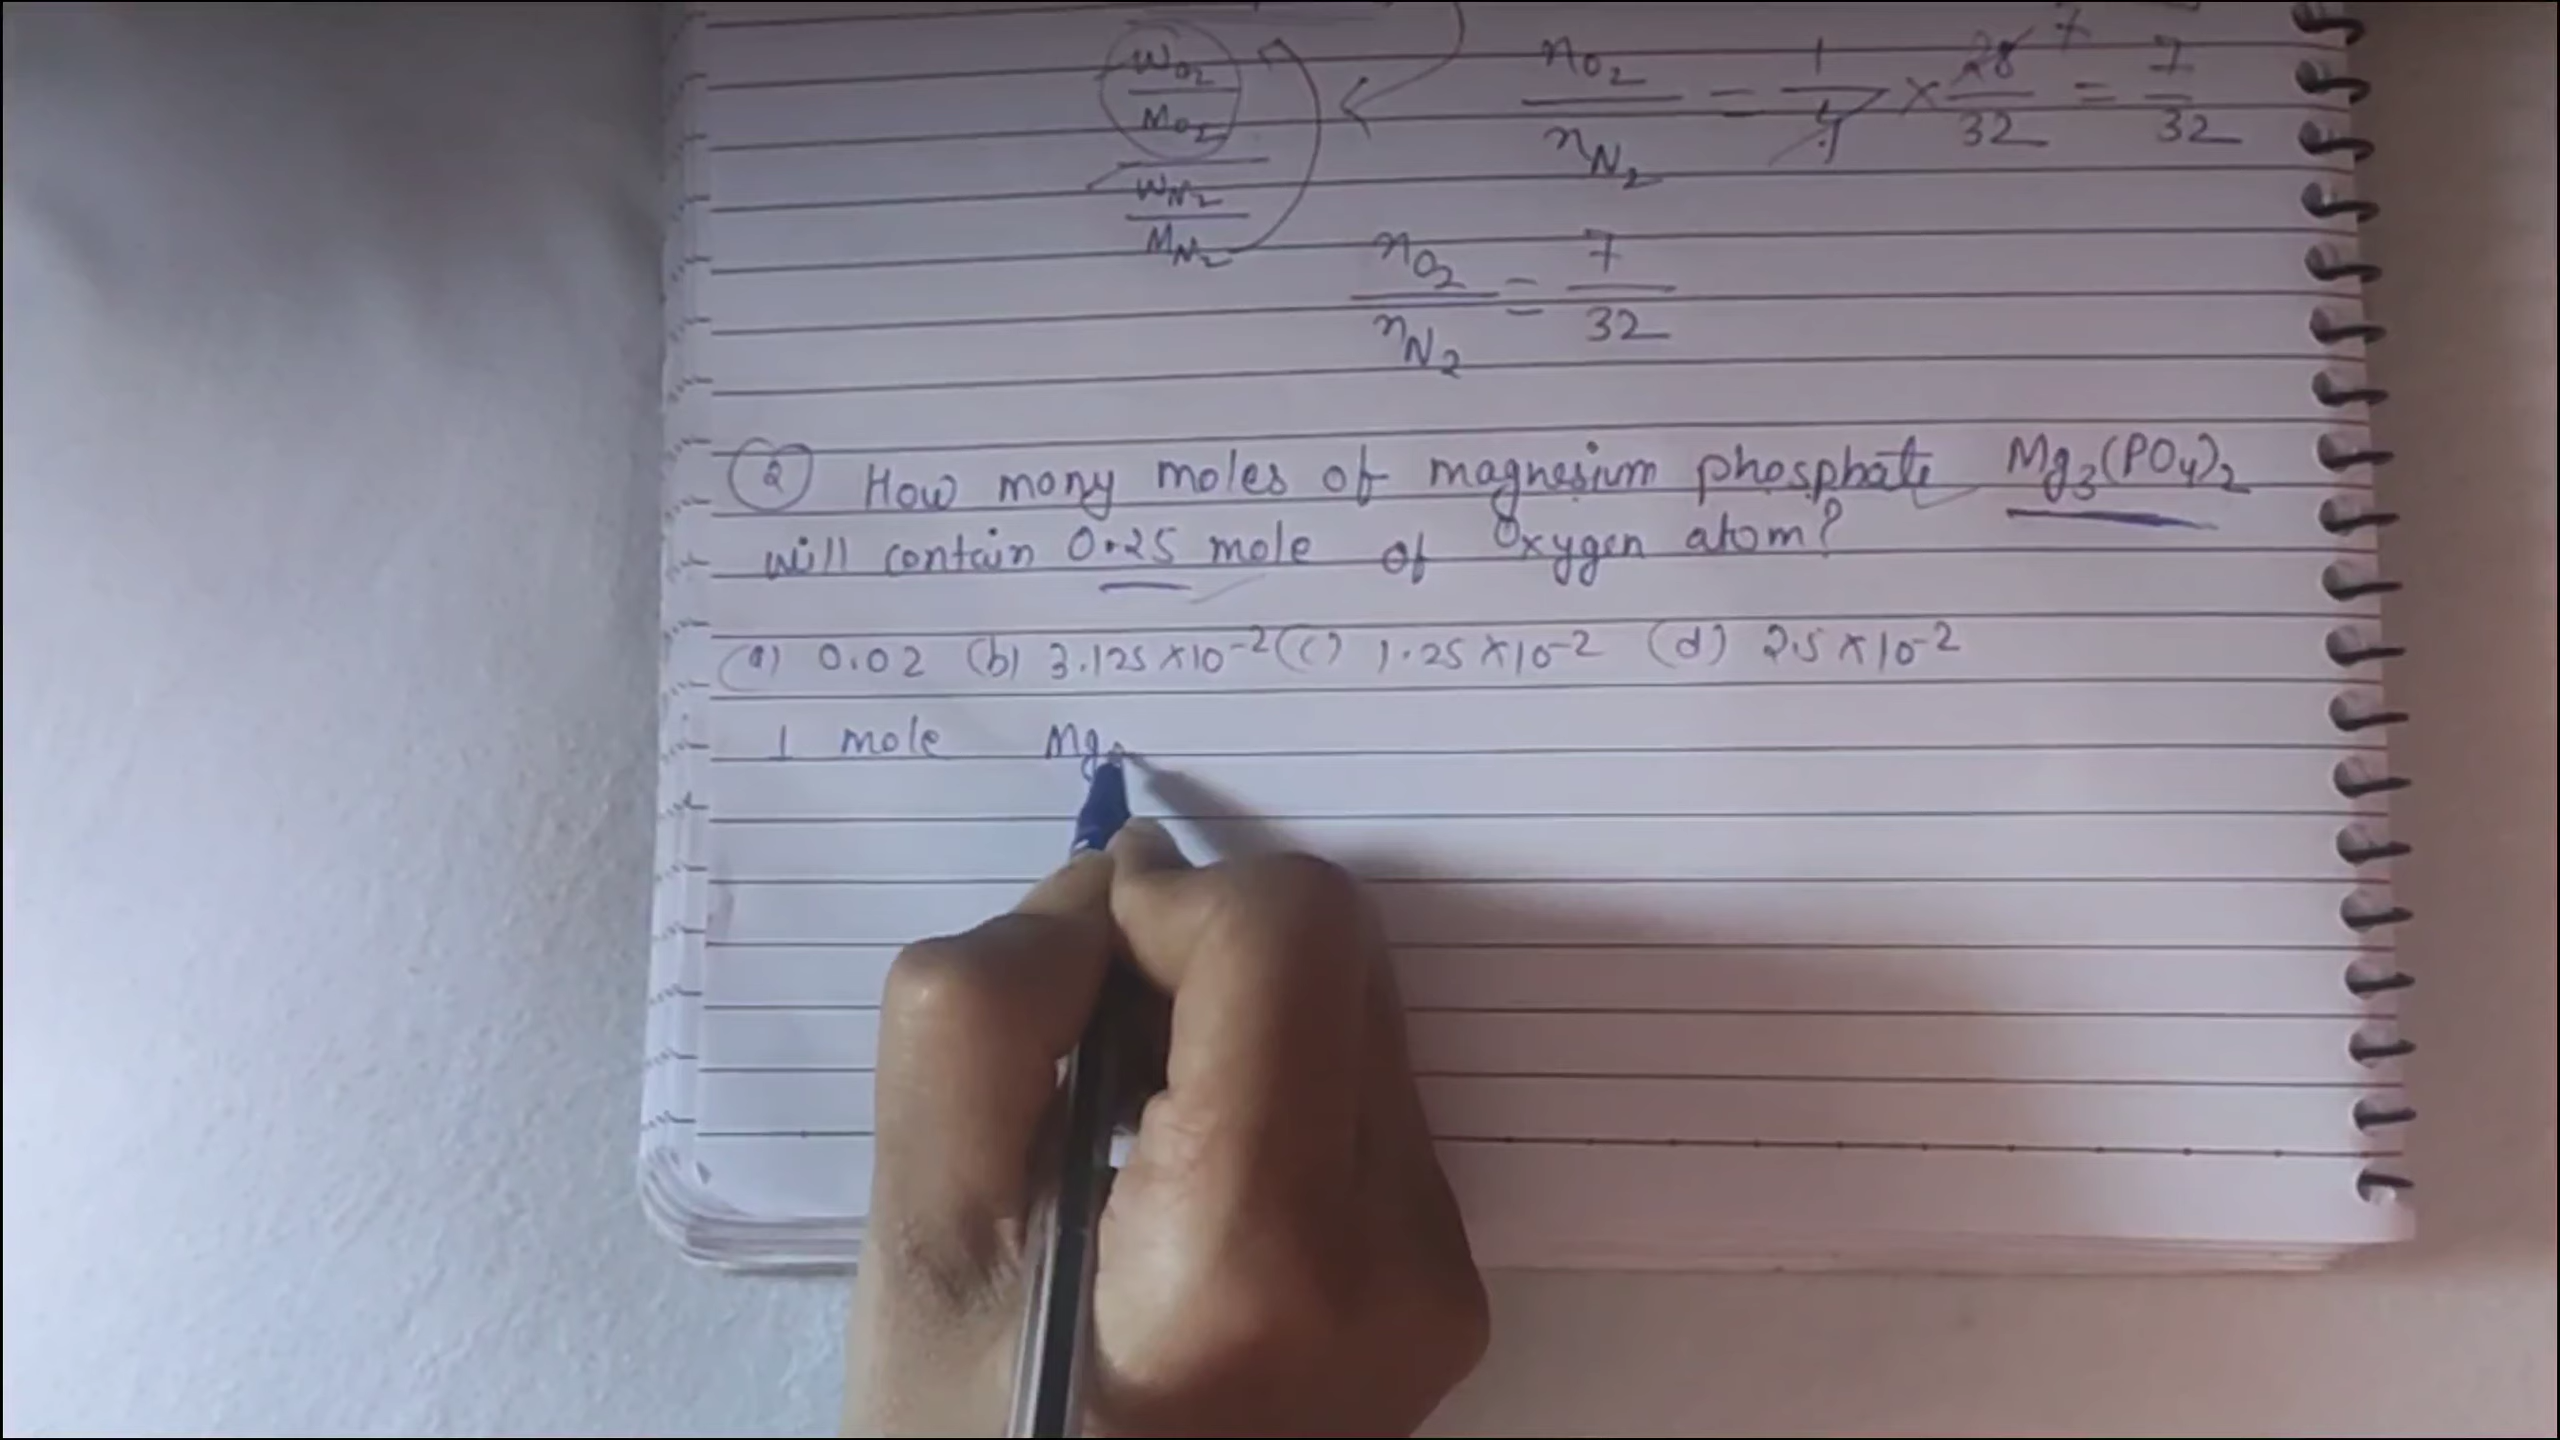 wO2
MO2
wN2
MN2
nO2 / nN2 = 1/4 × 28/32 = 7/32
7
nO2 / nN2 = 7/32
② How mony moles of magnesium phosphate Mg3(PO4)2
will contain 0.25 mole of Oxygen atom?
(a) 0.02 (b) 3.125 ×10-2 (c) 1.25 ×10-2 (d) 2.5 ×10-2
1 mole Mg